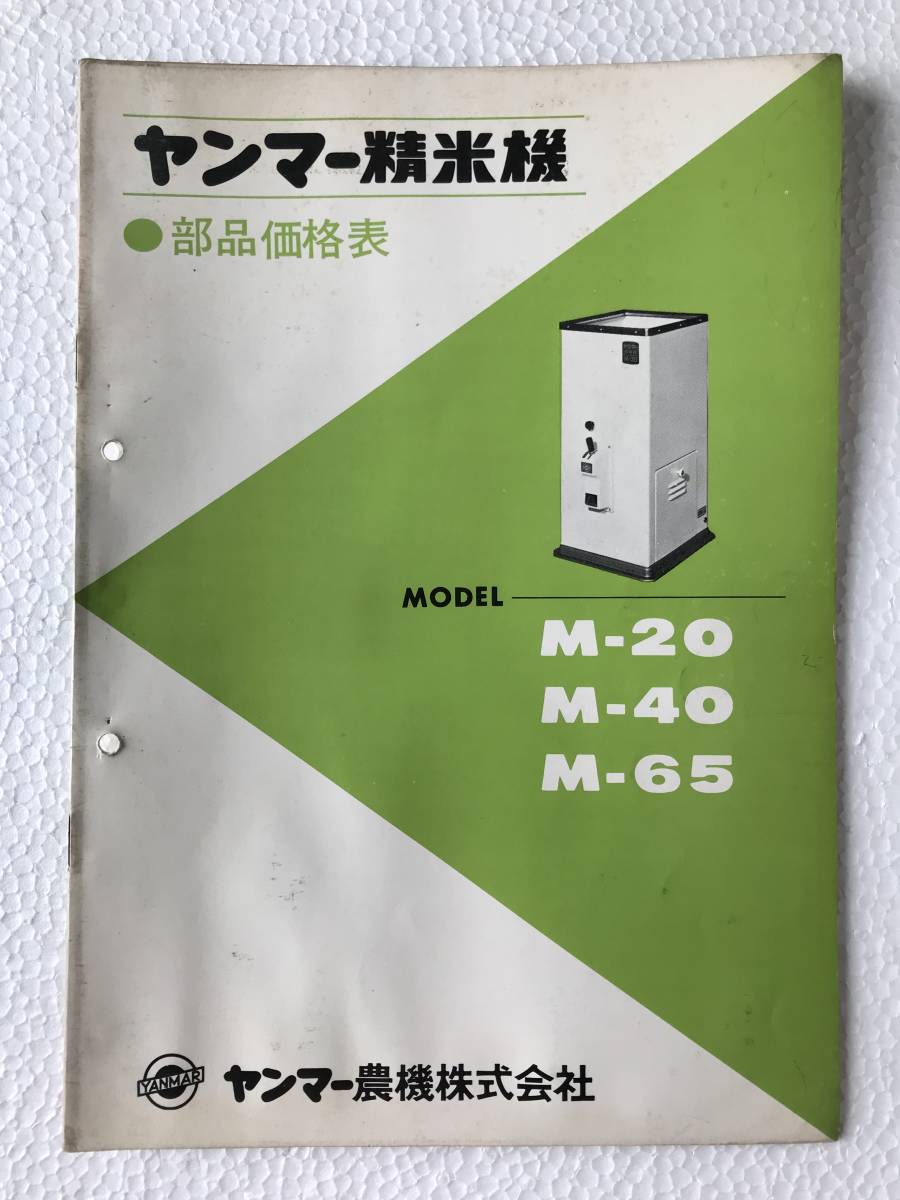 ヤンマー精米機
●部品価格表
MODEL
M-20
M-40
M-65
YANMAR
ヤンマー農機株式会社